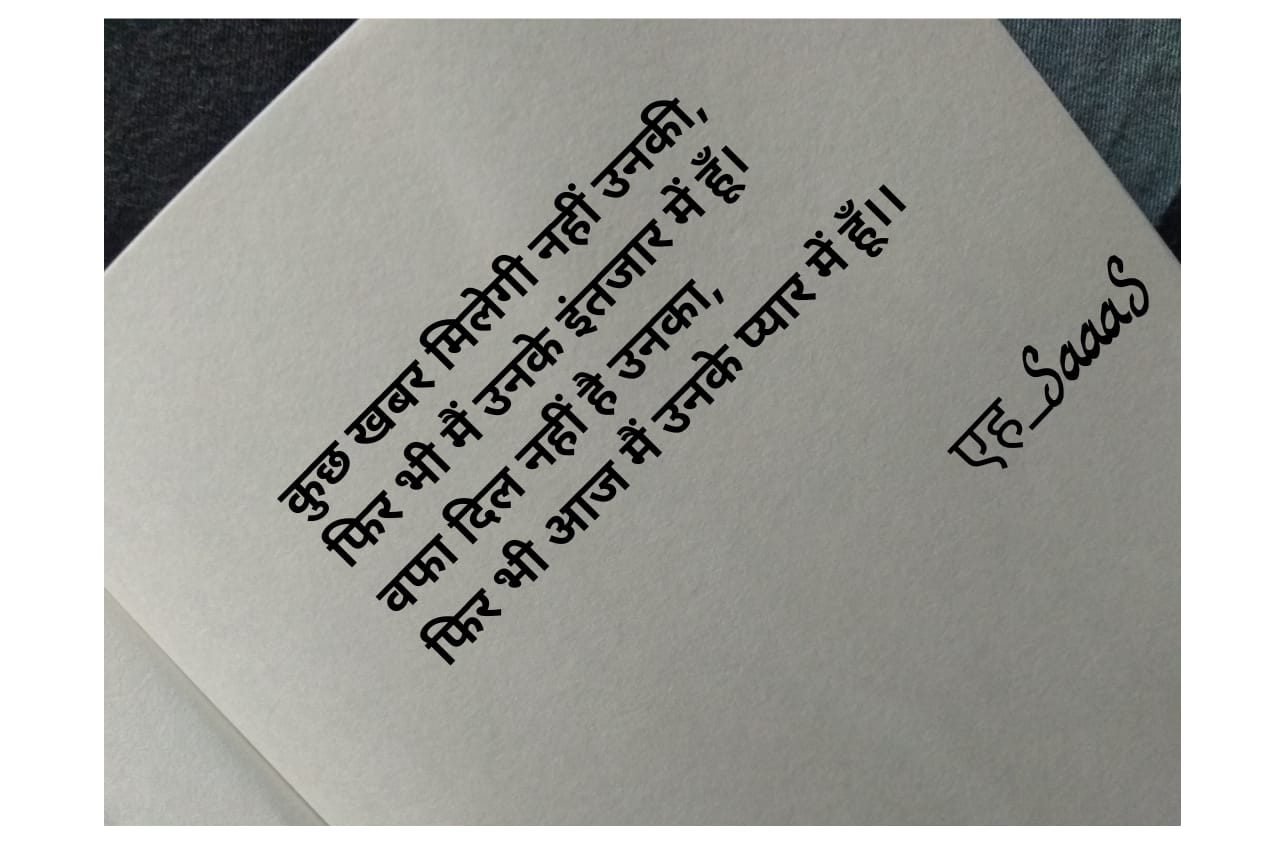 कुछ खबर मिलेगी नहीं उनकी,
फिर भी मैं उनके इंतजार में हूँ।
वफा दिल नहीं है उनका,
फिर भी आज मैं उनके प्यार में हूँ।।
एह_SaaaS